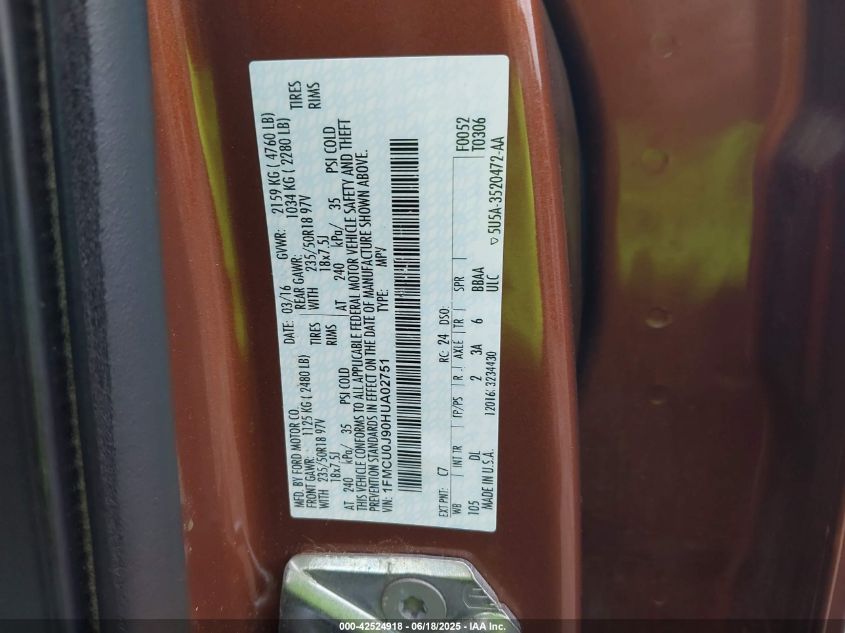 MFD. BY FORD MOTOR CO.
DATE: 03/16 GVWR: 2159 KG ( 4760 LB)
FRONT GAWR: 1125 KG ( 2480 LB) REAR GAWR: 1034 KG ( 2280 LB)
WITH 235/50R18 97V TIRES WITH 235/50R18 97V TIRES
18x7.5J RIMS 18x7.5J RIMS
AT 240 kPa/ 35 PSI COLD AT 240 kPa/ 35 PSI COLD
THIS VEHICLE CONFORMS TO ALL APPLICABLE FEDERAL MOTOR VEHICLE SAFETY AND THEFT
PREVENTION STANDARDS IN EFFECT ON THE DATE OF MANUFACTURE SHOWN ABOVE.
VIN: 1FMCU0J90HUA02751 TYPE: MPV
EXT PNT: C7 RC: 24 DSO: F0052
WB INT TR TP/PS R. AXLE TR SPR T0306
105 DL 2 3A 6 BBAA
MADE IN U.S.A. 12016:3234430 ULC 5U5A-3520472-AA
000-42524918 - 06/18/2025 - IAA Inc.